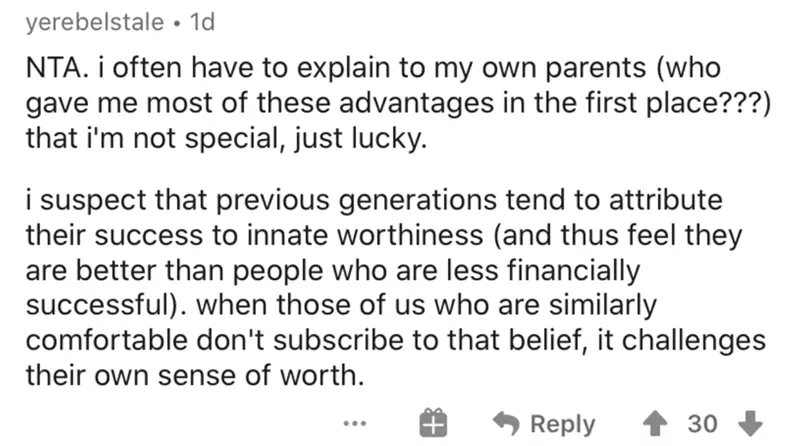 yerebelstale • 1d
NTA. i often have to explain to my own parents (who
gave me most of these advantages in the first place???)
that i'm not special, just lucky.
i suspect that previous generations tend to attribute
their success to innate worthiness (and thus feel they
are better than people who are less financially
successful). when those of us who are similarly
comfortable don't subscribe to that belief, it challenges
their own sense of worth.
... Reply 30